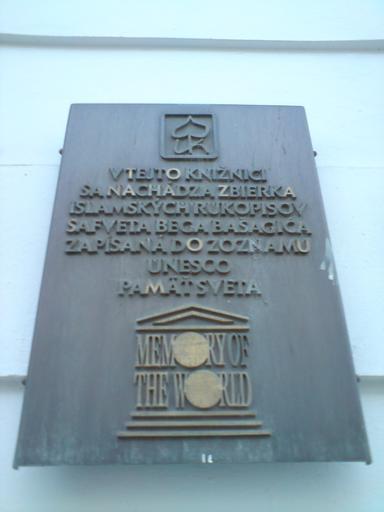 V TEJTO KNIŽNICI
SA NACHÁDZA ZBIERKA
ISLAMSKÝCH RUKOPISOV
SAFVETA BEGA BAŠAGIĆA
ZAPÍSANÁ DO ZOZNAMU
UNESCO
PAMÄŤ SVETA
MEMORY OF
THE WORLD